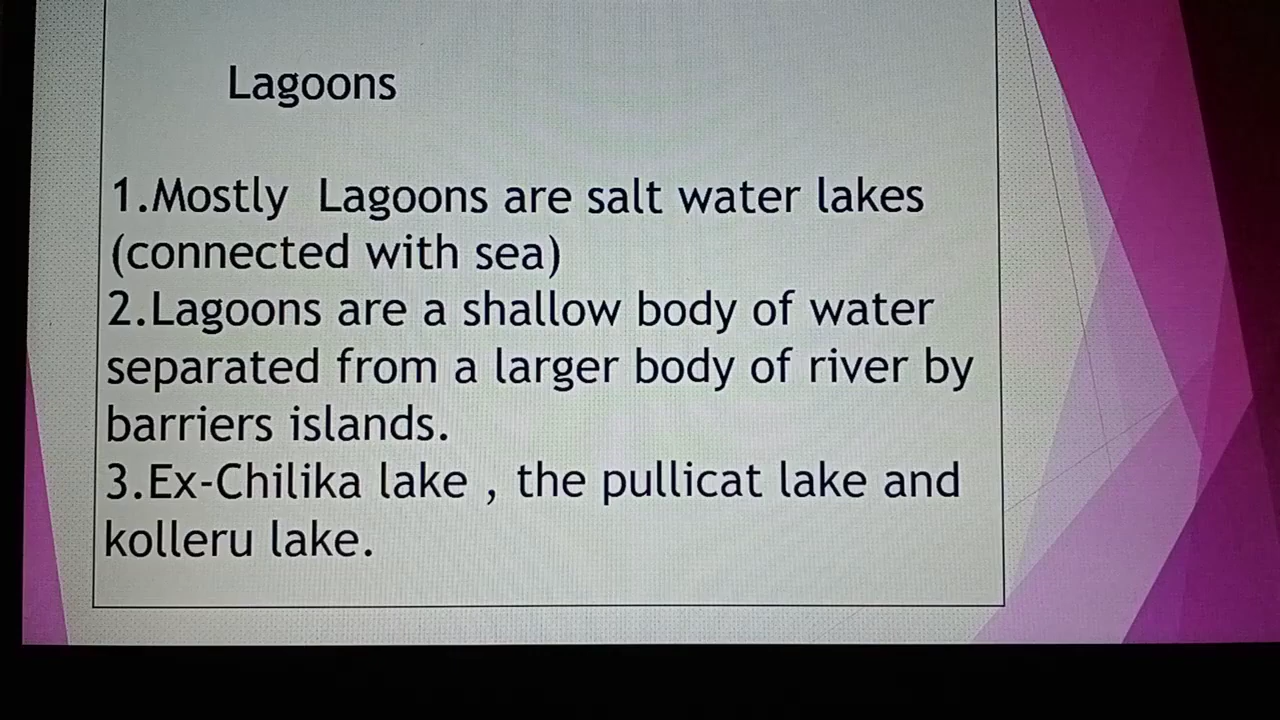 Lagoons
1.Mostly  Lagoons are salt water lakes
(connected with sea)
2.Lagoons are a shallow body of water
separated from a larger body of river by
barriers islands.
3.Ex-Chilika lake , the pullicat lake and
kolleru lake.